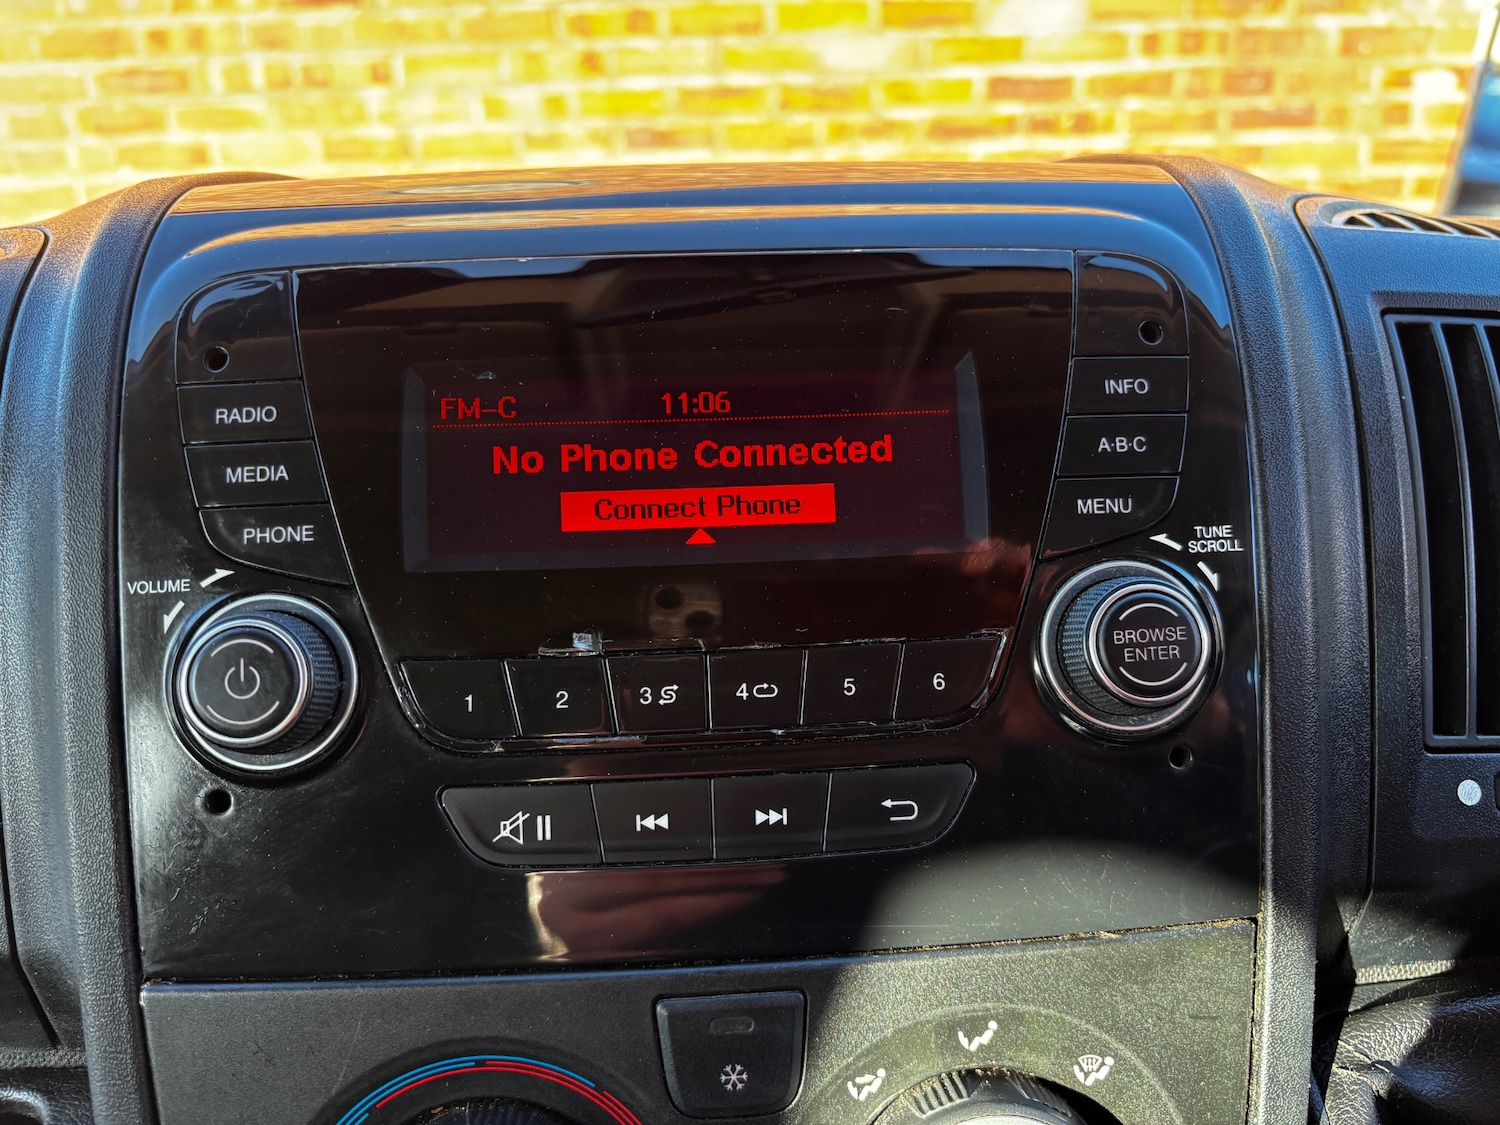 FM-C 11:06
No Phone Connected
Connect Phone
RADIO
MEDIA
PHONE
VOLUME
INFO
A·B·C
MENU
TUNE
SCROLL
BROWSE
ENTER
1 2 3 4 5 6